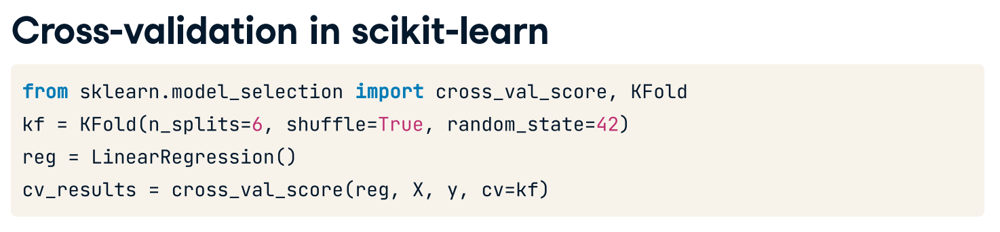 Cross-validation in scikit-learn
from sklearn.model_selection import cross_val_score, KFold
kf = KFold(n_splits=6, shuffle=True, random_state=42)
reg = LinearRegression()
cv_results = cross_val_score(reg, X, y, cv=kf)